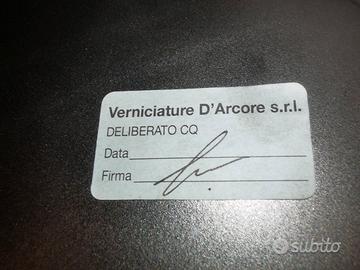 Verniciature D'Arcore s.r.l.
DELIBERATO CQ
Data
Firma
subito